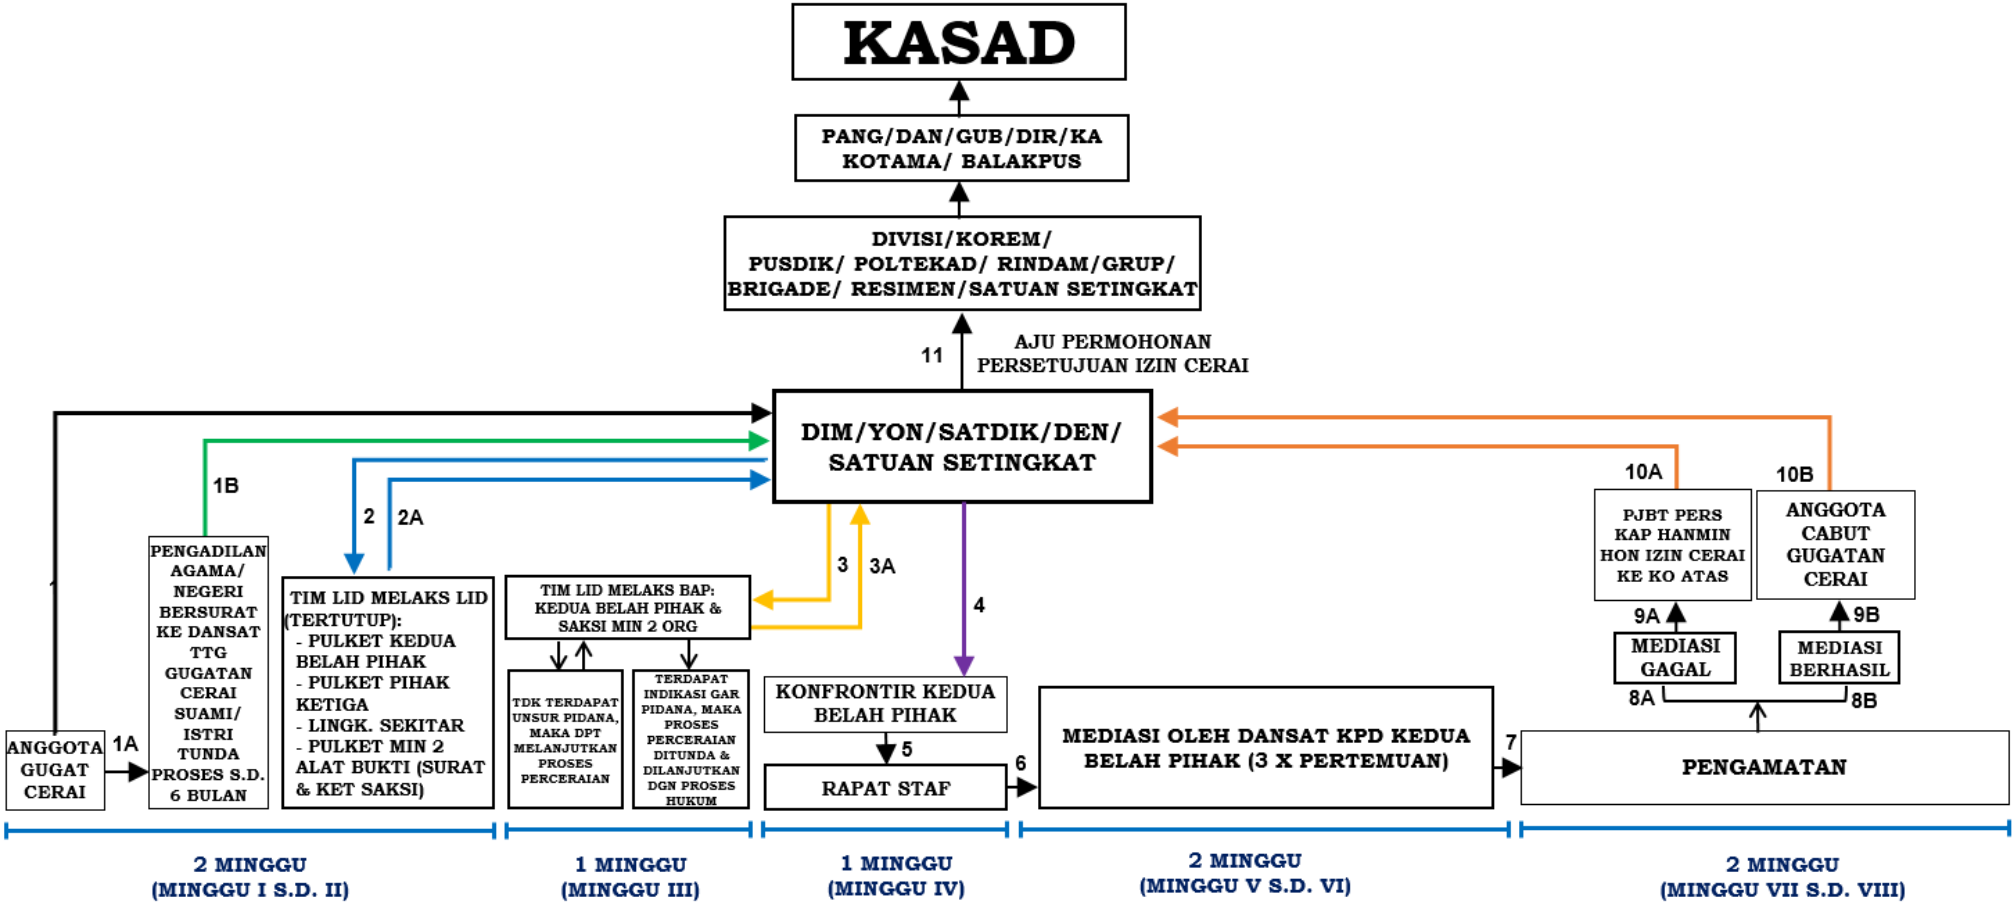 KASAD
PANG/DAN/GUB/DIR/KA
KOTAMA/ BALAKPUS
DIVISI/KOREM/
PUSDIK/ POLTEKAD/ RINDAM/GRUP/
BRIGADE/ RESIMEN/SATUAN SETINGKAT
11
AJU PERMOHONAN
PERSETUJUAN IZIN CERAI
DIM/YON/SATDIK/DEN/
SATUAN SETINGKAT
1B
2
2A
3
3A
4
10A
10B
ANGGOTA
GUGAT
CERAI
1A
PENGADILAN
AGAMA/
NEGERI
BERSURAT
KE DANSAT
TTG
GUGATAN
CERAI
SUAMI/
ISTRI
TUNDA
PROSES S.D.
6 BULAN
TIM LID MELAKS LID
(TERTUTUP):
- PULKET KEDUA
BELAH PIHAK
- PULKET PIHAK
KETIGA
- LINGK. SEKITAR
- PULKET MIN 2
ALAT BUKTI (SURAT
& KET SAKSI)
TIM LID MELAKS BAP:
KEDUA BELAH PIHAK &
SAKSI MIN 2 ORG
TDK TERDAPAT
UNSUR PIDANA,
MAKA DPT
MELANJUTKAN
PROSES
PERCERAIAN
TERDAPAT
INDIKASI GAR
PIDANA, MAKA
PROSES
PERCERAIAN
DITUNDA &
DILANJUTKAN
DGN PROSES
HUKUM
KONFRONTIR KEDUA
BELAH PIHAK
5
RAPAT STAF
6
MEDIASI OLEH DANSAT KPD KEDUA
BELAH PIHAK (3 X PERTEMUAN)
7
PENGAMATAN
8A
8B
MEDIASI
GAGAL
MEDIASI
BERHASIL
9A
9B
PJBT PERS
KAP HANMIN
HON IZIN CERAI
KE KO ATAS
ANGGOTA
CABUT
GUGATAN
CERAI
2 MINGGU
(MINGGU I S.D. II)
1 MINGGU
(MINGGU III)
1 MINGGU
(MINGGU IV)
2 MINGGU
(MINGGU V S.D. VI)
2 MINGGU
(MINGGU VII S.D. VIII)